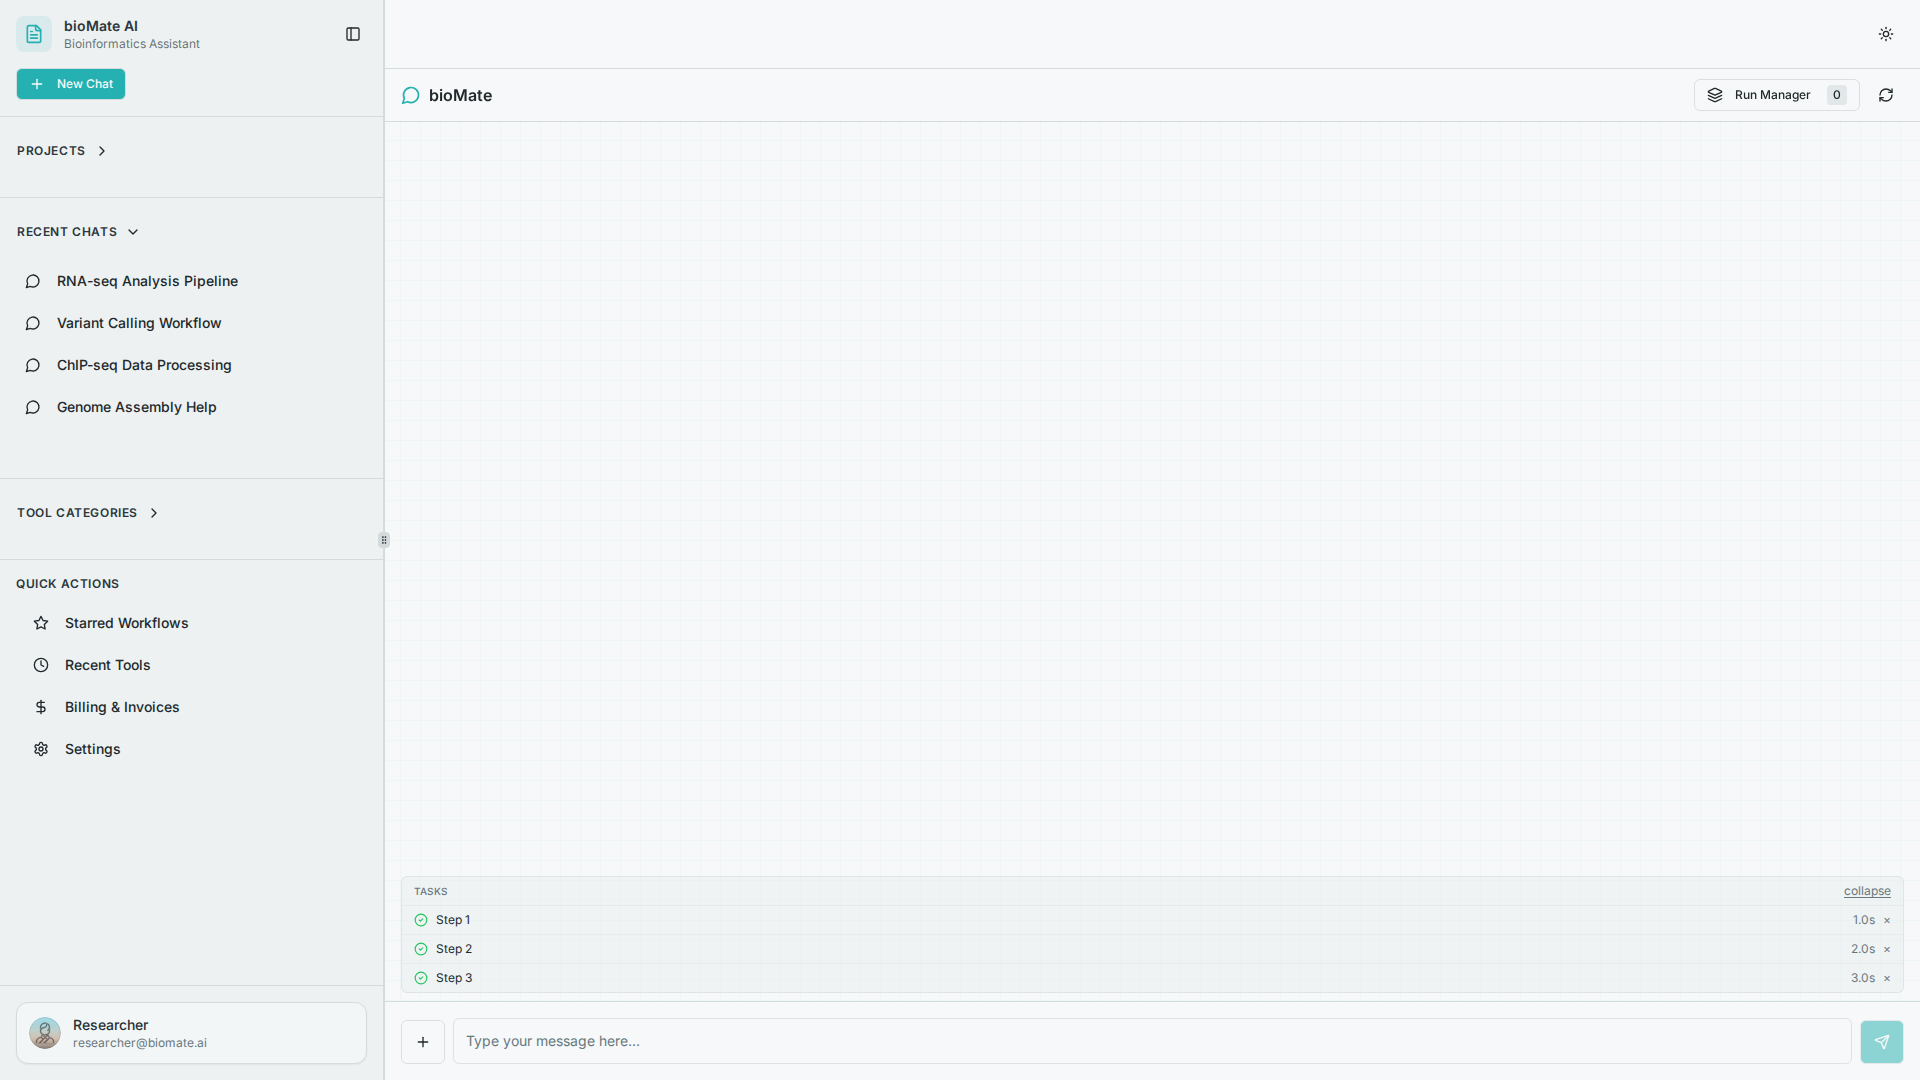 bioMate AI
Bioinformatics Assistant
New Chat
PROJECTS
RECENT CHATS
RNA-seq Analysis Pipeline
Variant Calling Workflow
ChIP-seq Data Processing
Genome Assembly Help
TOOL CATEGORIES
QUICK ACTIONS
Starred Workflows
Recent Tools
Billing & Invoices
Settings
Researcher
researcher@biomate.ai
bioMate
Run Manager 0
TASKS collapse
Step 1 1.0s ×
Step 2 2.0s ×
Step 3 3.0s ×
Type your message here...